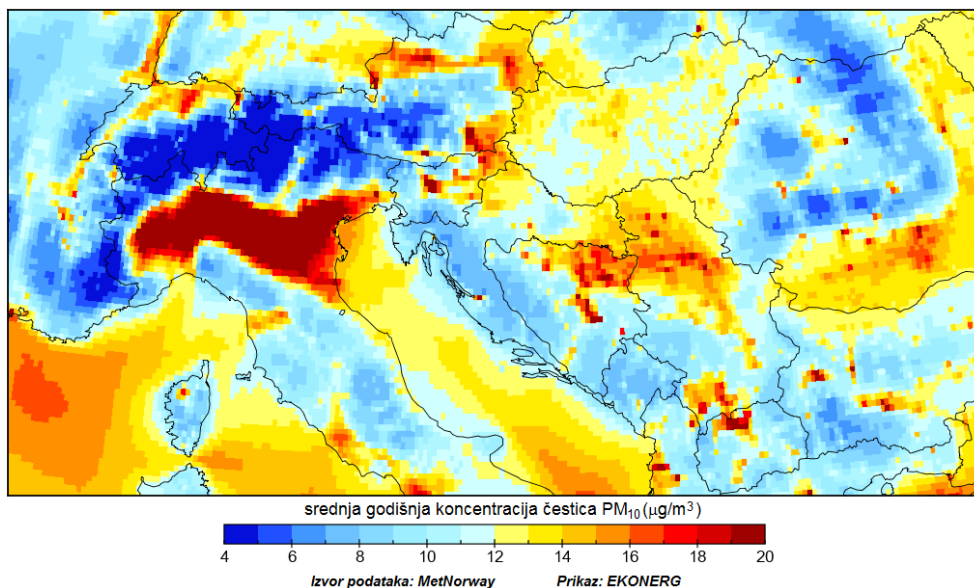 srednja godišnja koncentracija čestica PM₁₀ (μg/m³)
4 6 8 10 12 14 16 18 20
Izvor podataka: MetNorway Prikaz: EKONERG